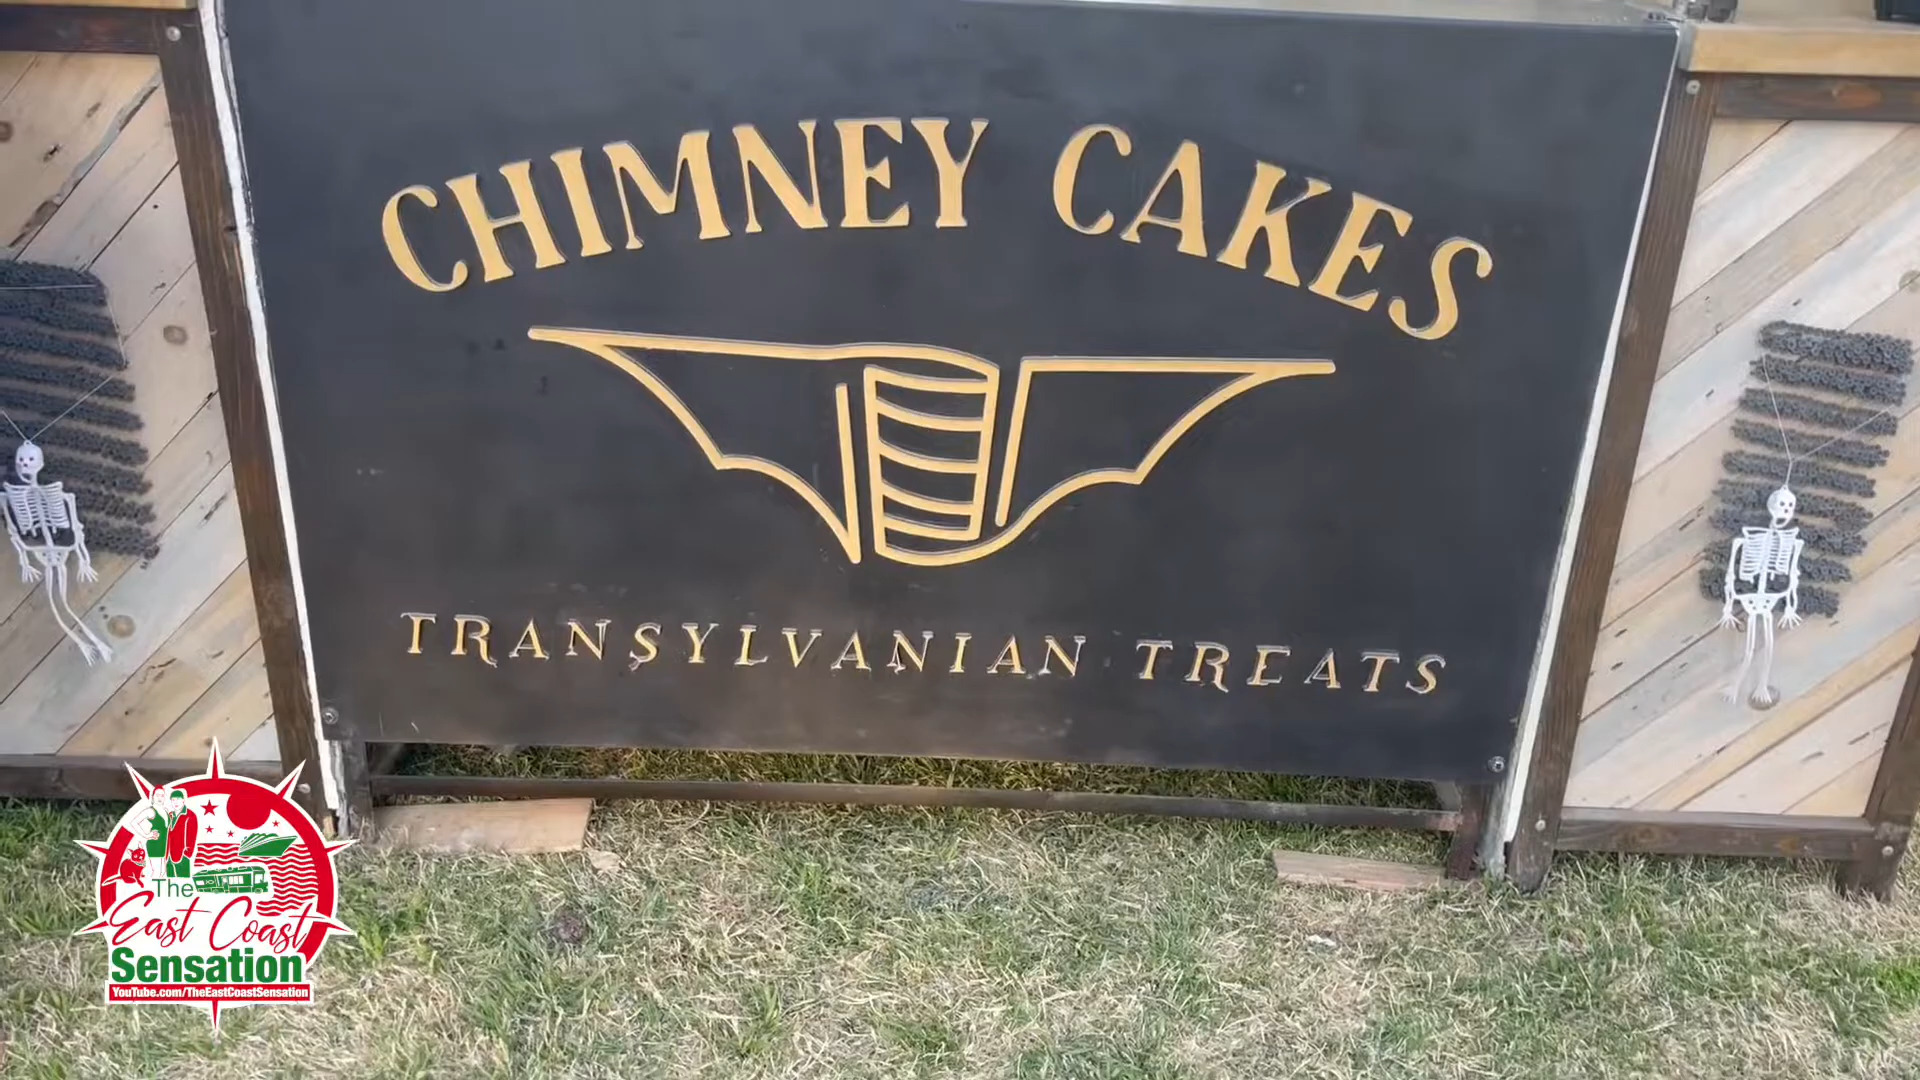 CHIMNEY CAKES
TRANSYLVANIAN TREATS
The
East Coast
Sensation
YouTube.com/TheEastCoastSensation